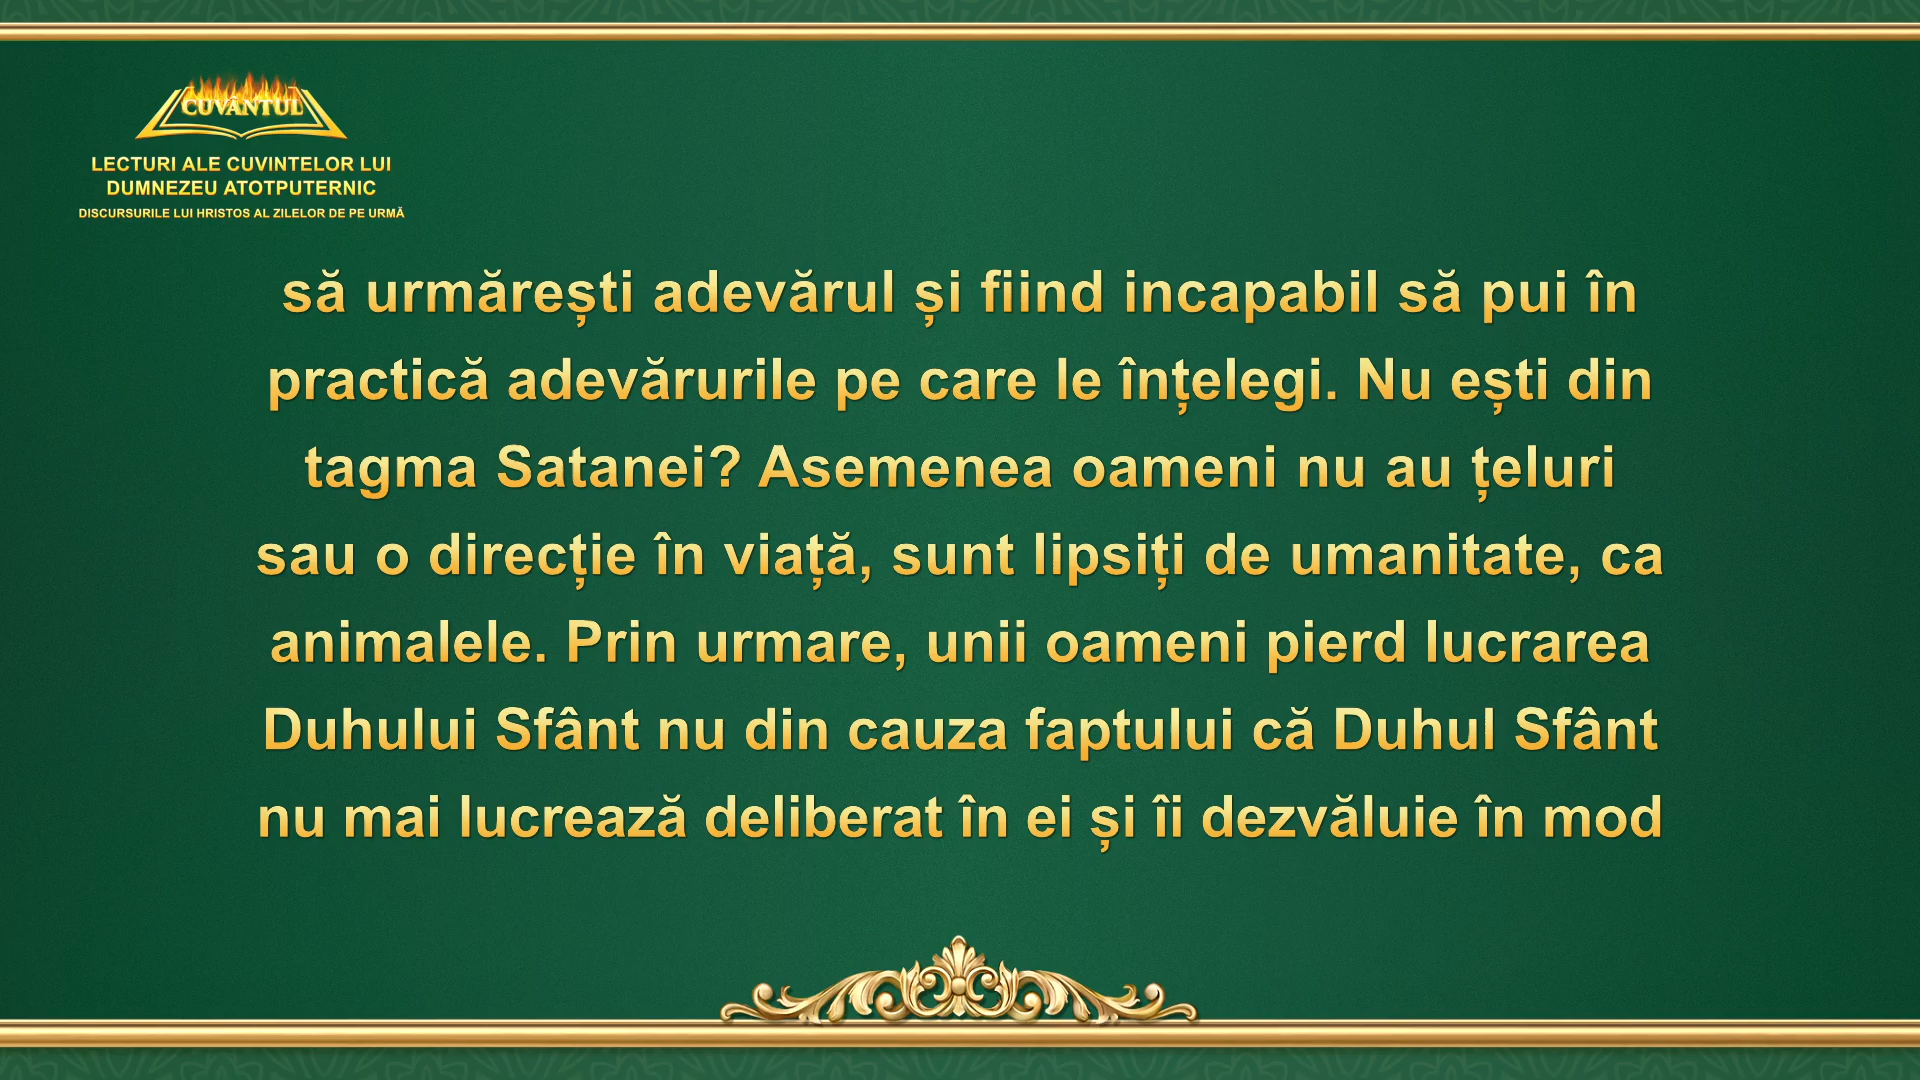 CUVÂNTUL
LECTURI ALE CUVINTELOR LUI
DUMNEZEU ATOTPUTERNIC
DISCURSURILE LUI HRISTOS AL ZILELOR DE PE URMĂ
să urmărești adevărul și fiind incapabil să pui în
practică adevărurile pe care le înțelegi. Nu ești din
tagma Satanei? Asemenea oameni nu au țeluri
sau o direcție în viață, sunt lipsiți de umanitate, ca
animalele. Prin urmare, unii oameni pierd lucrarea
Duhului Sfânt nu din cauza faptului că Duhul Sfânt
nu mai lucrează deliberat în ei și îi dezvăluie în mod